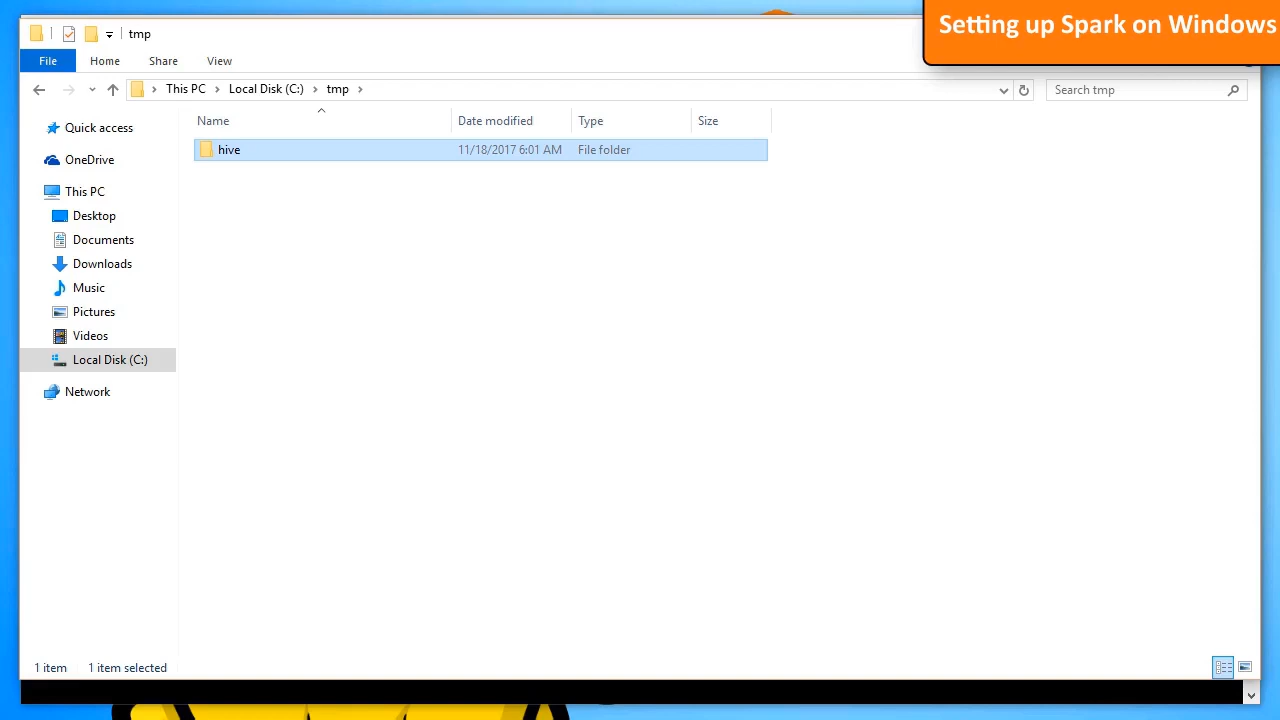 Setting up Spark on Windows
tmp
File Home Share View
This PC Local Disk (C:) tmp
Search tmp
Name Date modified Type Size
hive 11/18/2017 6:01 AM File folder
Quick access
OneDrive
This PC
Desktop
Documents
Downloads
Music
Pictures
Videos
Local Disk (C:)
Network
1 item 1 item selected